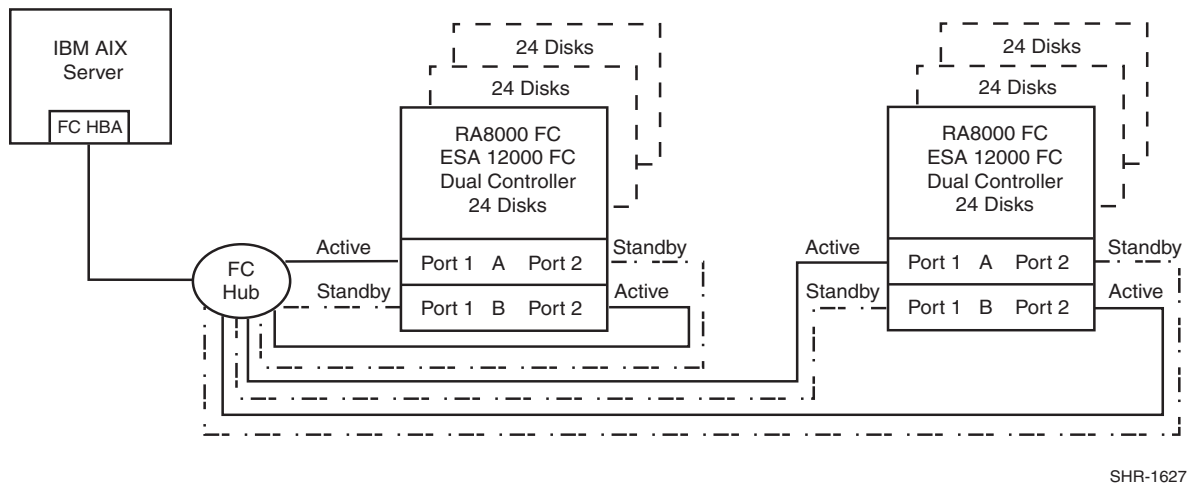 IBM AIX
Server
FC HBA
FC
Hub
24 Disks
24 Disks
RA8000 FC
ESA 12000 FC
Dual Controller
24 Disks
Active
Standby
Port 1 A Port 2
Standby
Active
Port 1 B Port 2
24 Disks
24 Disks
RA8000 FC
ESA 12000 FC
Dual Controller
24 Disks
Active
Standby
Port 1 A Port 2
Standby
Active
Port 1 B Port 2
SHR-1627